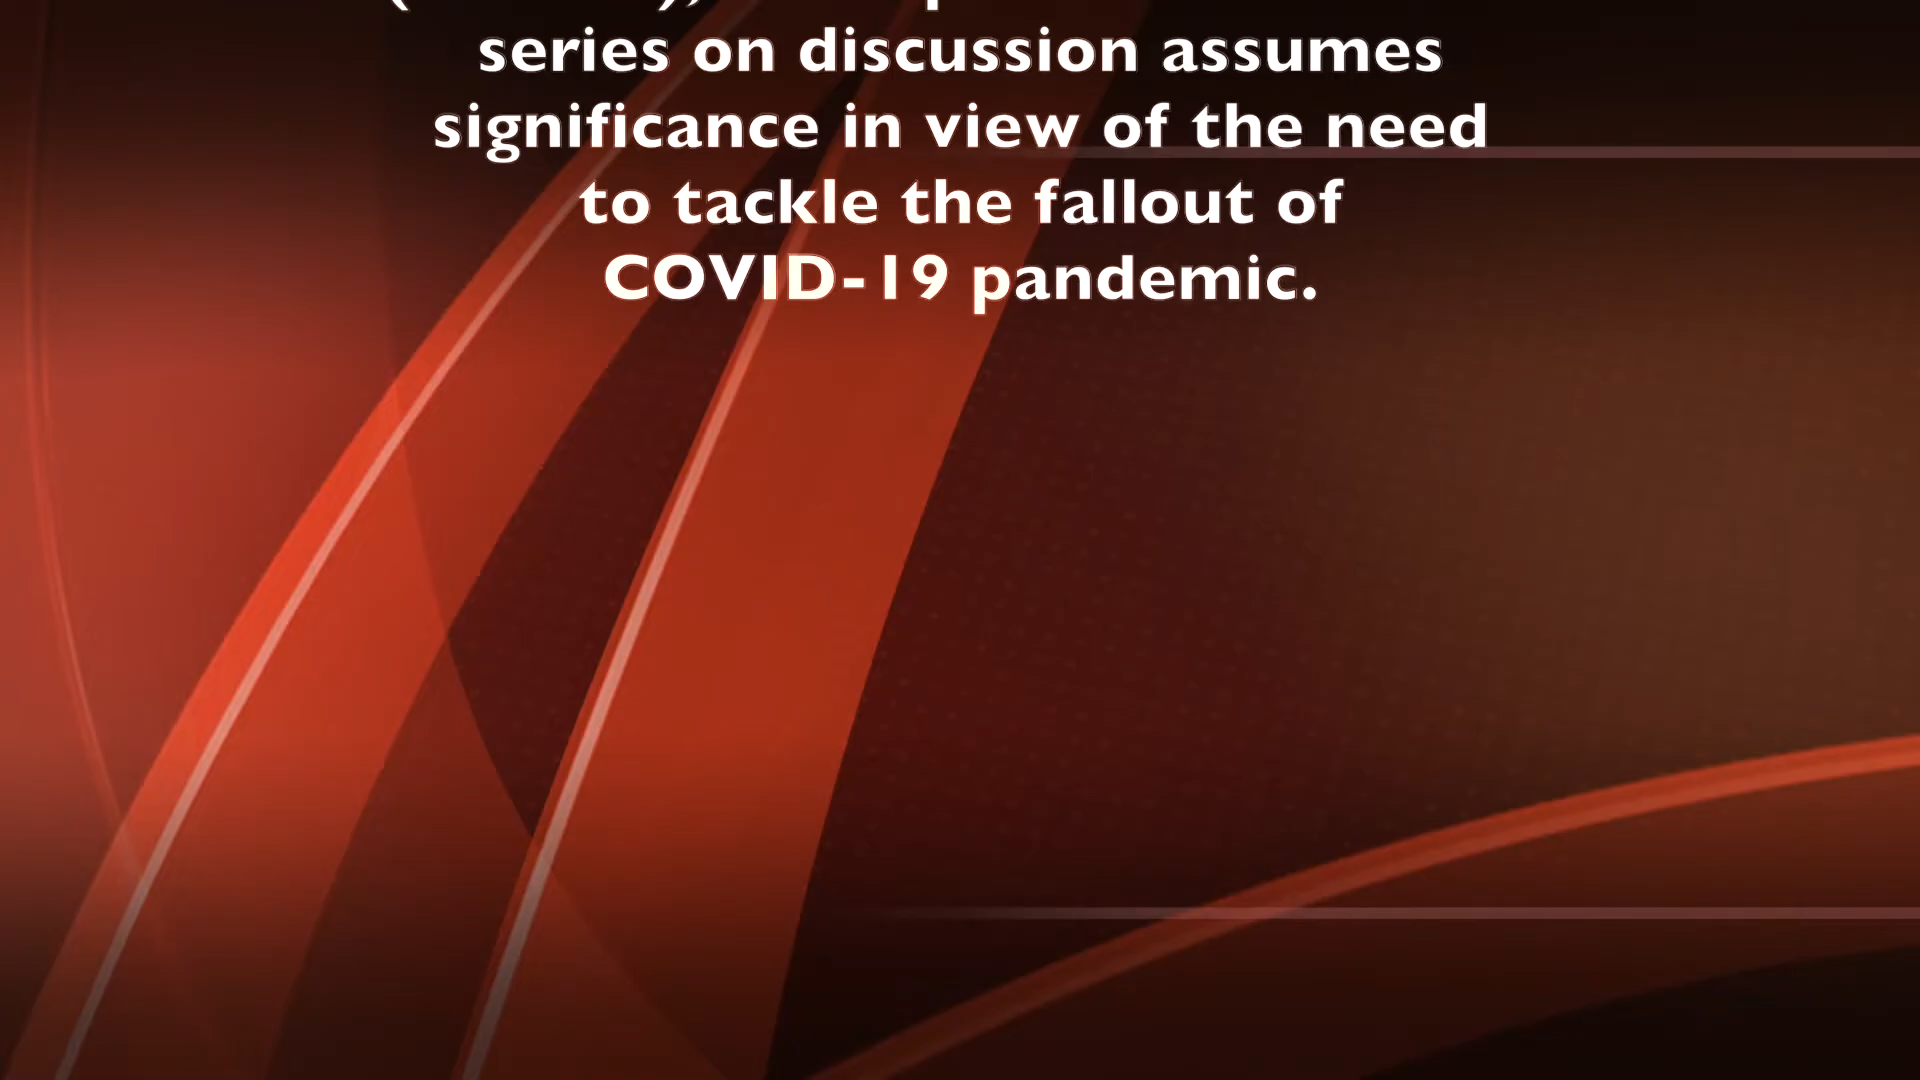 series on discussion assumes
significance in view of the need
to tackle the fallout of
COVID-19 pandemic.